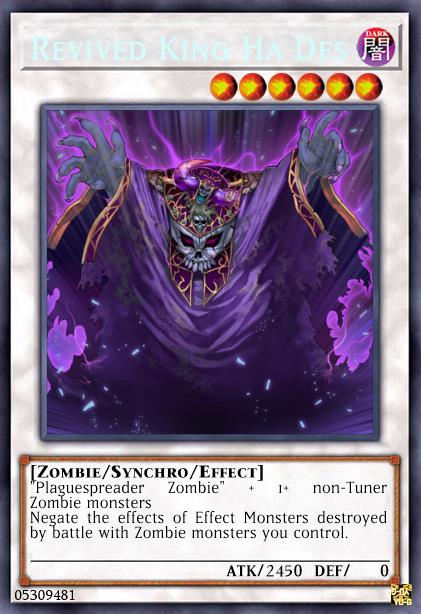 Revived King Ha Des
DARK
闇
[Zombie/Synchro/Effect]
"Plaguespreader Zombie" + 1+ non-Tuner
Zombie monsters
Negate the effects of Effect Monsters destroyed
by battle with Zombie monsters you control.
ATK/2450 DEF/ 0
05309481